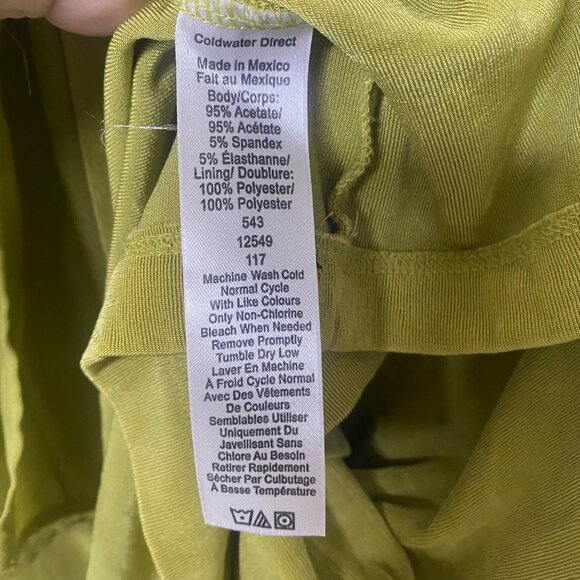 Coldwater Direct
Made in Mexico
Fait au Mexique
Body/Corps:
95% Acetate/
95% Acétate
5% Spandex
5% Élasthanne/
Lining/ Doublure:
100% Polyester/
100% Polyester
543
12549
117
Machine Wash Cold
Normal Cycle
With Like Colours
Only Non-Chlorine
Bleach When Needed
Remove Promptly
Tumble Dry Low
Laver En Machine
À Froid Cycle Normal
Avec Des Vêtements
De Couleurs
Semblables Utiliser
Uniquement Du
Javellisant Sans
Chlore Au Besoin
Retirer Rapidement
Sécher Par Culbutage
À Basse Température